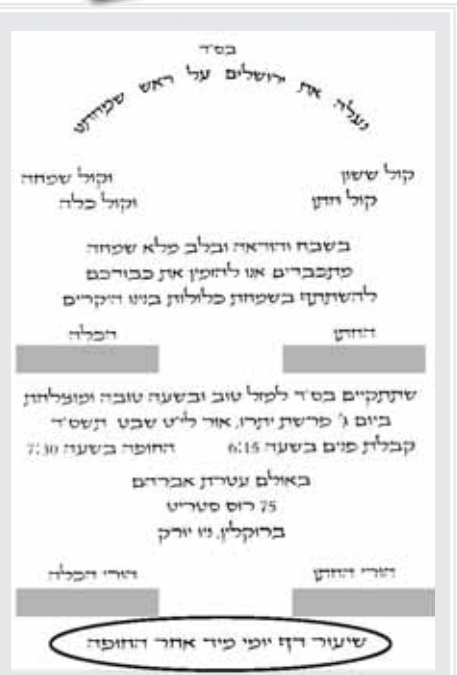 בס"ד
נעלה את ירושלים על ראש שמחתנו
קול ששון וקול שמחה
קול חתן וקול כלה
בשבח והודאה ובלב מלא שמחה
מתכבדים אנו להזמין את כבודכם
להשתתף בשמחת כלולות בנינו היקרים
החתן הכלה
שתתקיים בס"ד למזל טוב ובשעה טובה ומוצלחת
ביום ג' פרשת יתרו, אור לי"ט שבט תשס"ד
קבלת פנים בשעה 6:15 החופה בשעה 7:30
באולם עטרת אברהם
75 רוס סטריט
ברוקלין, ניו יורק
הורי החתן הורי הכלה
שיעור דף יומי מיד אחר החופה